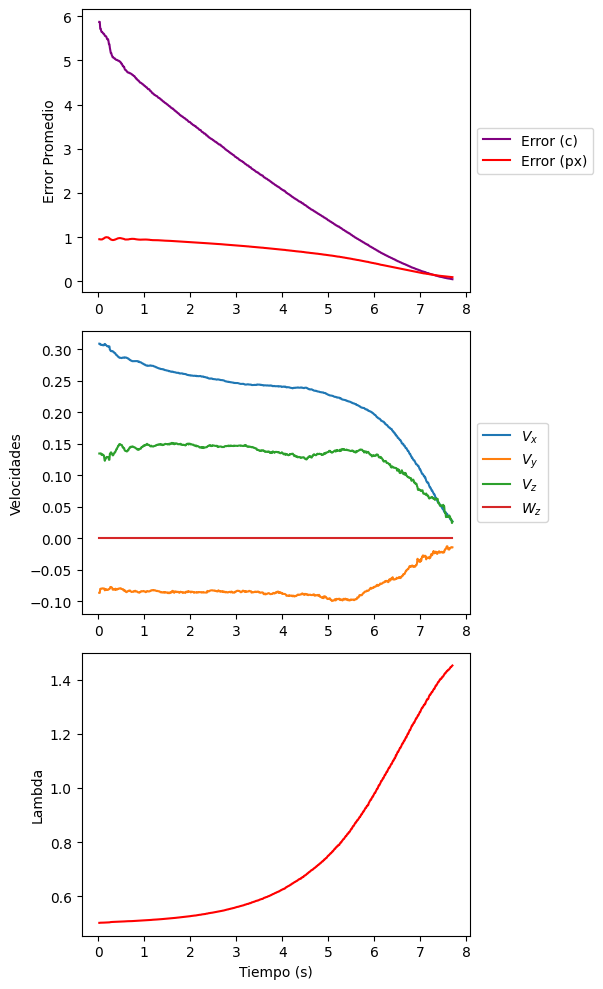 6
5
4
3
2
1
0
Error Promedio
0 1 2 3 4 5 6 7 8
Error (c)
Error (px)
0.30
0.25
0.20
0.15
0.10
0.05
0.00
−0.05
−0.10
Velocidades
0 1 2 3 4 5 6 7 8
Vx
Vy
Vz
Wz
1.4
1.2
1.0
0.8
0.6
Lambda
0 1 2 3 4 5 6 7 8
Tiempo (s)